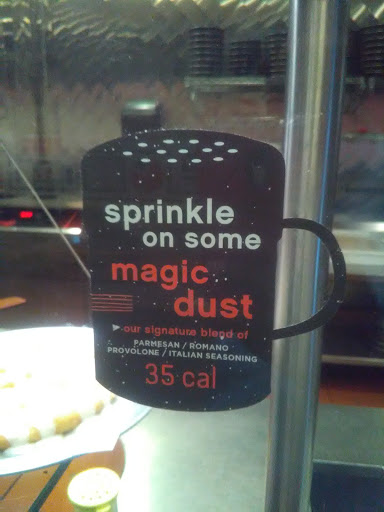 sprinkle
on some
magic
dust
our signature blend of
PARMESAN / ROMANO
PROVOLONE / ITALIAN SEASONING
35 cal